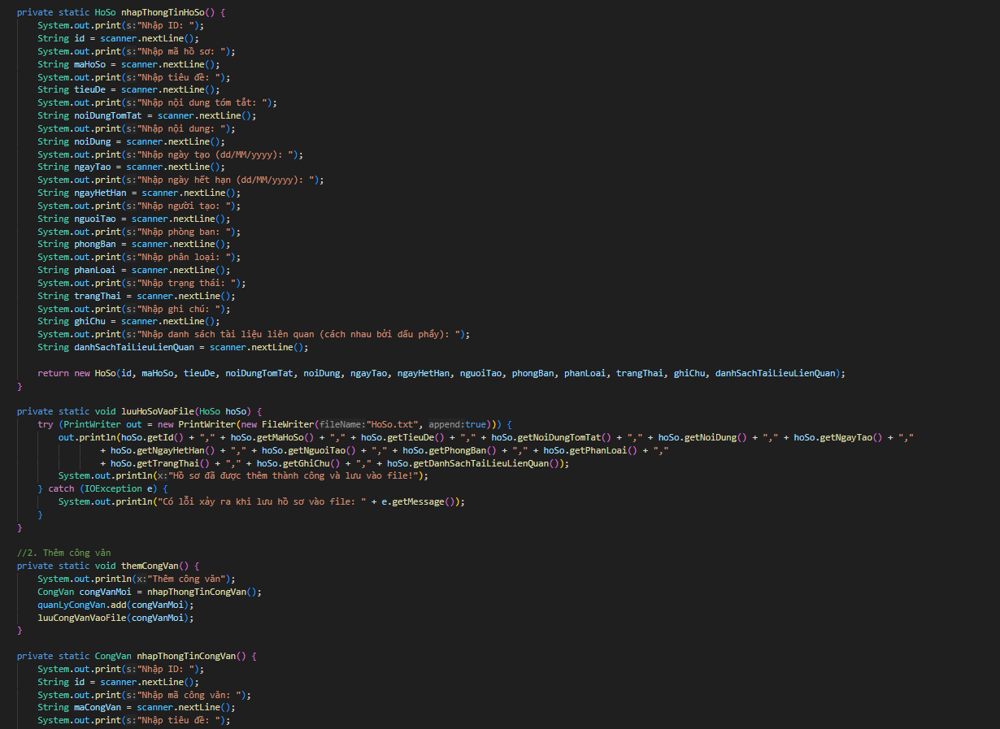 private static HoSo nhapThongTinHoSo() {
System.out.print(s:"Nhập ID: ");
String id = scanner.nextLine();
System.out.print(s:"Nhập mã hồ sơ: ");
String maHoSo = scanner.nextLine();
System.out.print(s:"Nhập tiêu đề: ");
String tieuDe = scanner.nextLine();
System.out.print(s:"Nhập nội dung tóm tắt: ");
String noiDungTomTat = scanner.nextLine();
System.out.print(s:"Nhập nội dung: ");
String noiDung = scanner.nextLine();
System.out.print(s:"Nhập ngày tạo (dd/MM/yyyy): ");
String ngayTao = scanner.nextLine();
System.out.print(s:"Nhập ngày hết hạn (dd/MM/yyyy): ");
String ngayHetHan = scanner.nextLine();
System.out.print(s:"Nhập người tạo: ");
String nguoiTao = scanner.nextLine();
System.out.print(s:"Nhập phòng ban: ");
String phongBan = scanner.nextLine();
System.out.print(s:"Nhập phân loại: ");
String phanLoai = scanner.nextLine();
System.out.print(s:"Nhập trạng thái: ");
String trangThai = scanner.nextLine();
System.out.print(s:"Nhập ghi chú: ");
String ghiChu = scanner.nextLine();
System.out.print(s:"Nhập danh sách tài liệu liên quan (cách nhau bởi dấu phẩy): ");
String danhSachTaiLieuLienQuan = scanner.nextLine();
return new HoSo(id, maHoSo, tieuDe, noiDungTomTat, noiDung, ngayTao, ngayHetHan, nguoiTao, phongBan, phanLoai, trangThai, ghiChu, danhSachTaiLieuLienQuan);
}
private static void luuHoSoVaoFile(HoSo hoSo) {
try (PrintWriter out = new PrintWriter(new FileWriter(fileName:"HoSo.txt", append:true))) {
out.println(hoSo.getId() + "," + hoSo.getMaHoSo() + "," + hoSo.getTieuDe() + "," + hoSo.getNoiDungTomTat() + "," + hoSo.getNoiDung() + "," + hoSo.getNgayTao() + ","
+ hoSo.getNgayHetHan() + "," + hoSo.getNguoiTao() + "," + hoSo.getPhongBan() + "," + hoSo.getPhanLoai() + ","
+ hoSo.getTrangThai() + "," + hoSo.getGhiChu() + "," + hoSo.getDanhSachTaiLieuLienQuan());
System.out.println(x:"Hồ sơ đã được thêm thành công và lưu vào file!");
} catch (IOException e) {
System.out.println("Có lỗi xảy ra khi lưu hồ sơ vào file: " + e.getMessage());
}
}
//2. Thêm công văn
private static void themCongVan() {
System.out.println(x:"Thêm công văn");
CongVan congVanMoi = nhapThongTinCongVan();
quanLyCongVan.add(congVanMoi);
luuCongVanVaoFile(congVanMoi);
}
private static CongVan nhapThongTinCongVan() {
System.out.print(s:"Nhập ID: ");
String id = scanner.nextLine();
System.out.print(s:"Nhập mã công văn: ");
String maCongVan = scanner.nextLine();
System.out.print(s:"Nhập tiêu đề: ");